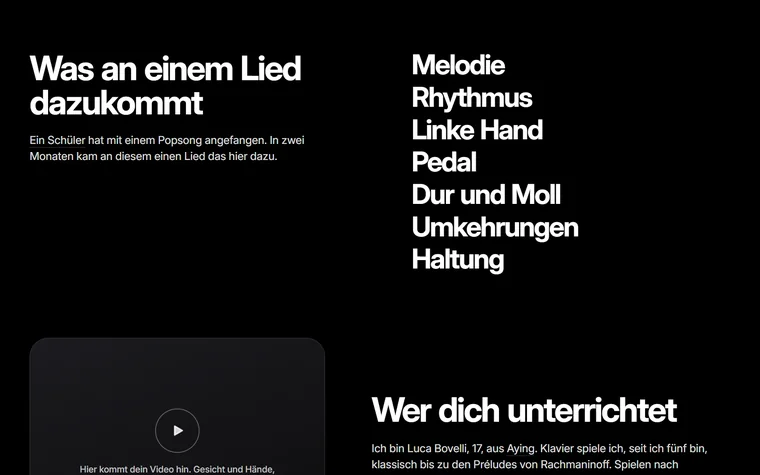 Was an einem Lied
dazukommt
Ein Schüler hat mit einem Popsong angefangen. In zwei
Monaten kam an diesem einen Lied das hier dazu.
Melodie
Rhythmus
Linke Hand
Pedal
Dur und Moll
Umkehrungen
Haltung
Hier kommt dein Video hin. Gesicht und Hände,
Wer dich unterrichtet
Ich bin Luca Bovelli, 17, aus Aying. Klavier spiele ich, seit ich fünf bin,
klassisch bis zu den Préludes von Rachmaninoff. Spielen nach